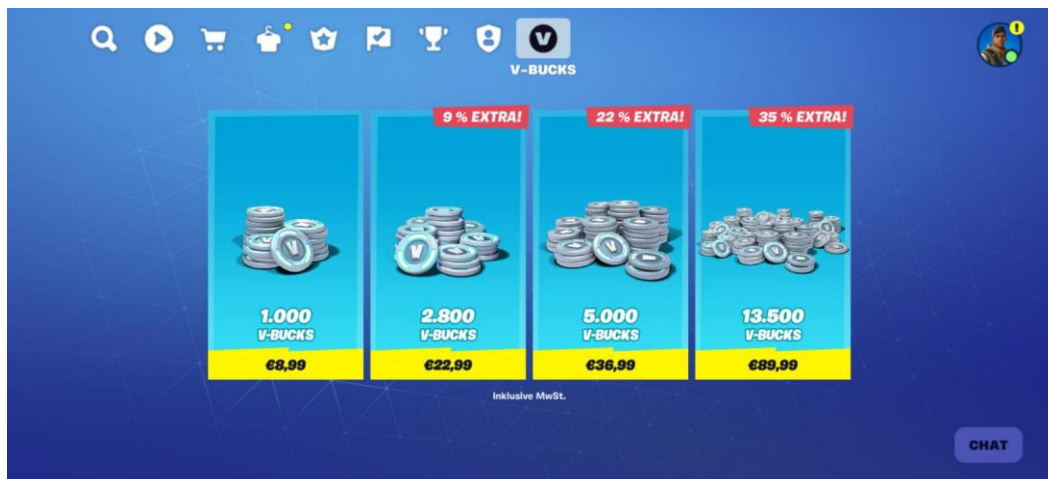 V-BUCKS
9 % EXTRA!
22 % EXTRA!
35 % EXTRA!
1.000
V-BUCKS
€8,99
2.800
V-BUCKS
€22,99
5.000
V-BUCKS
€36,99
13.500
V-BUCKS
€89,99
Inklusive MwSt.
CHAT